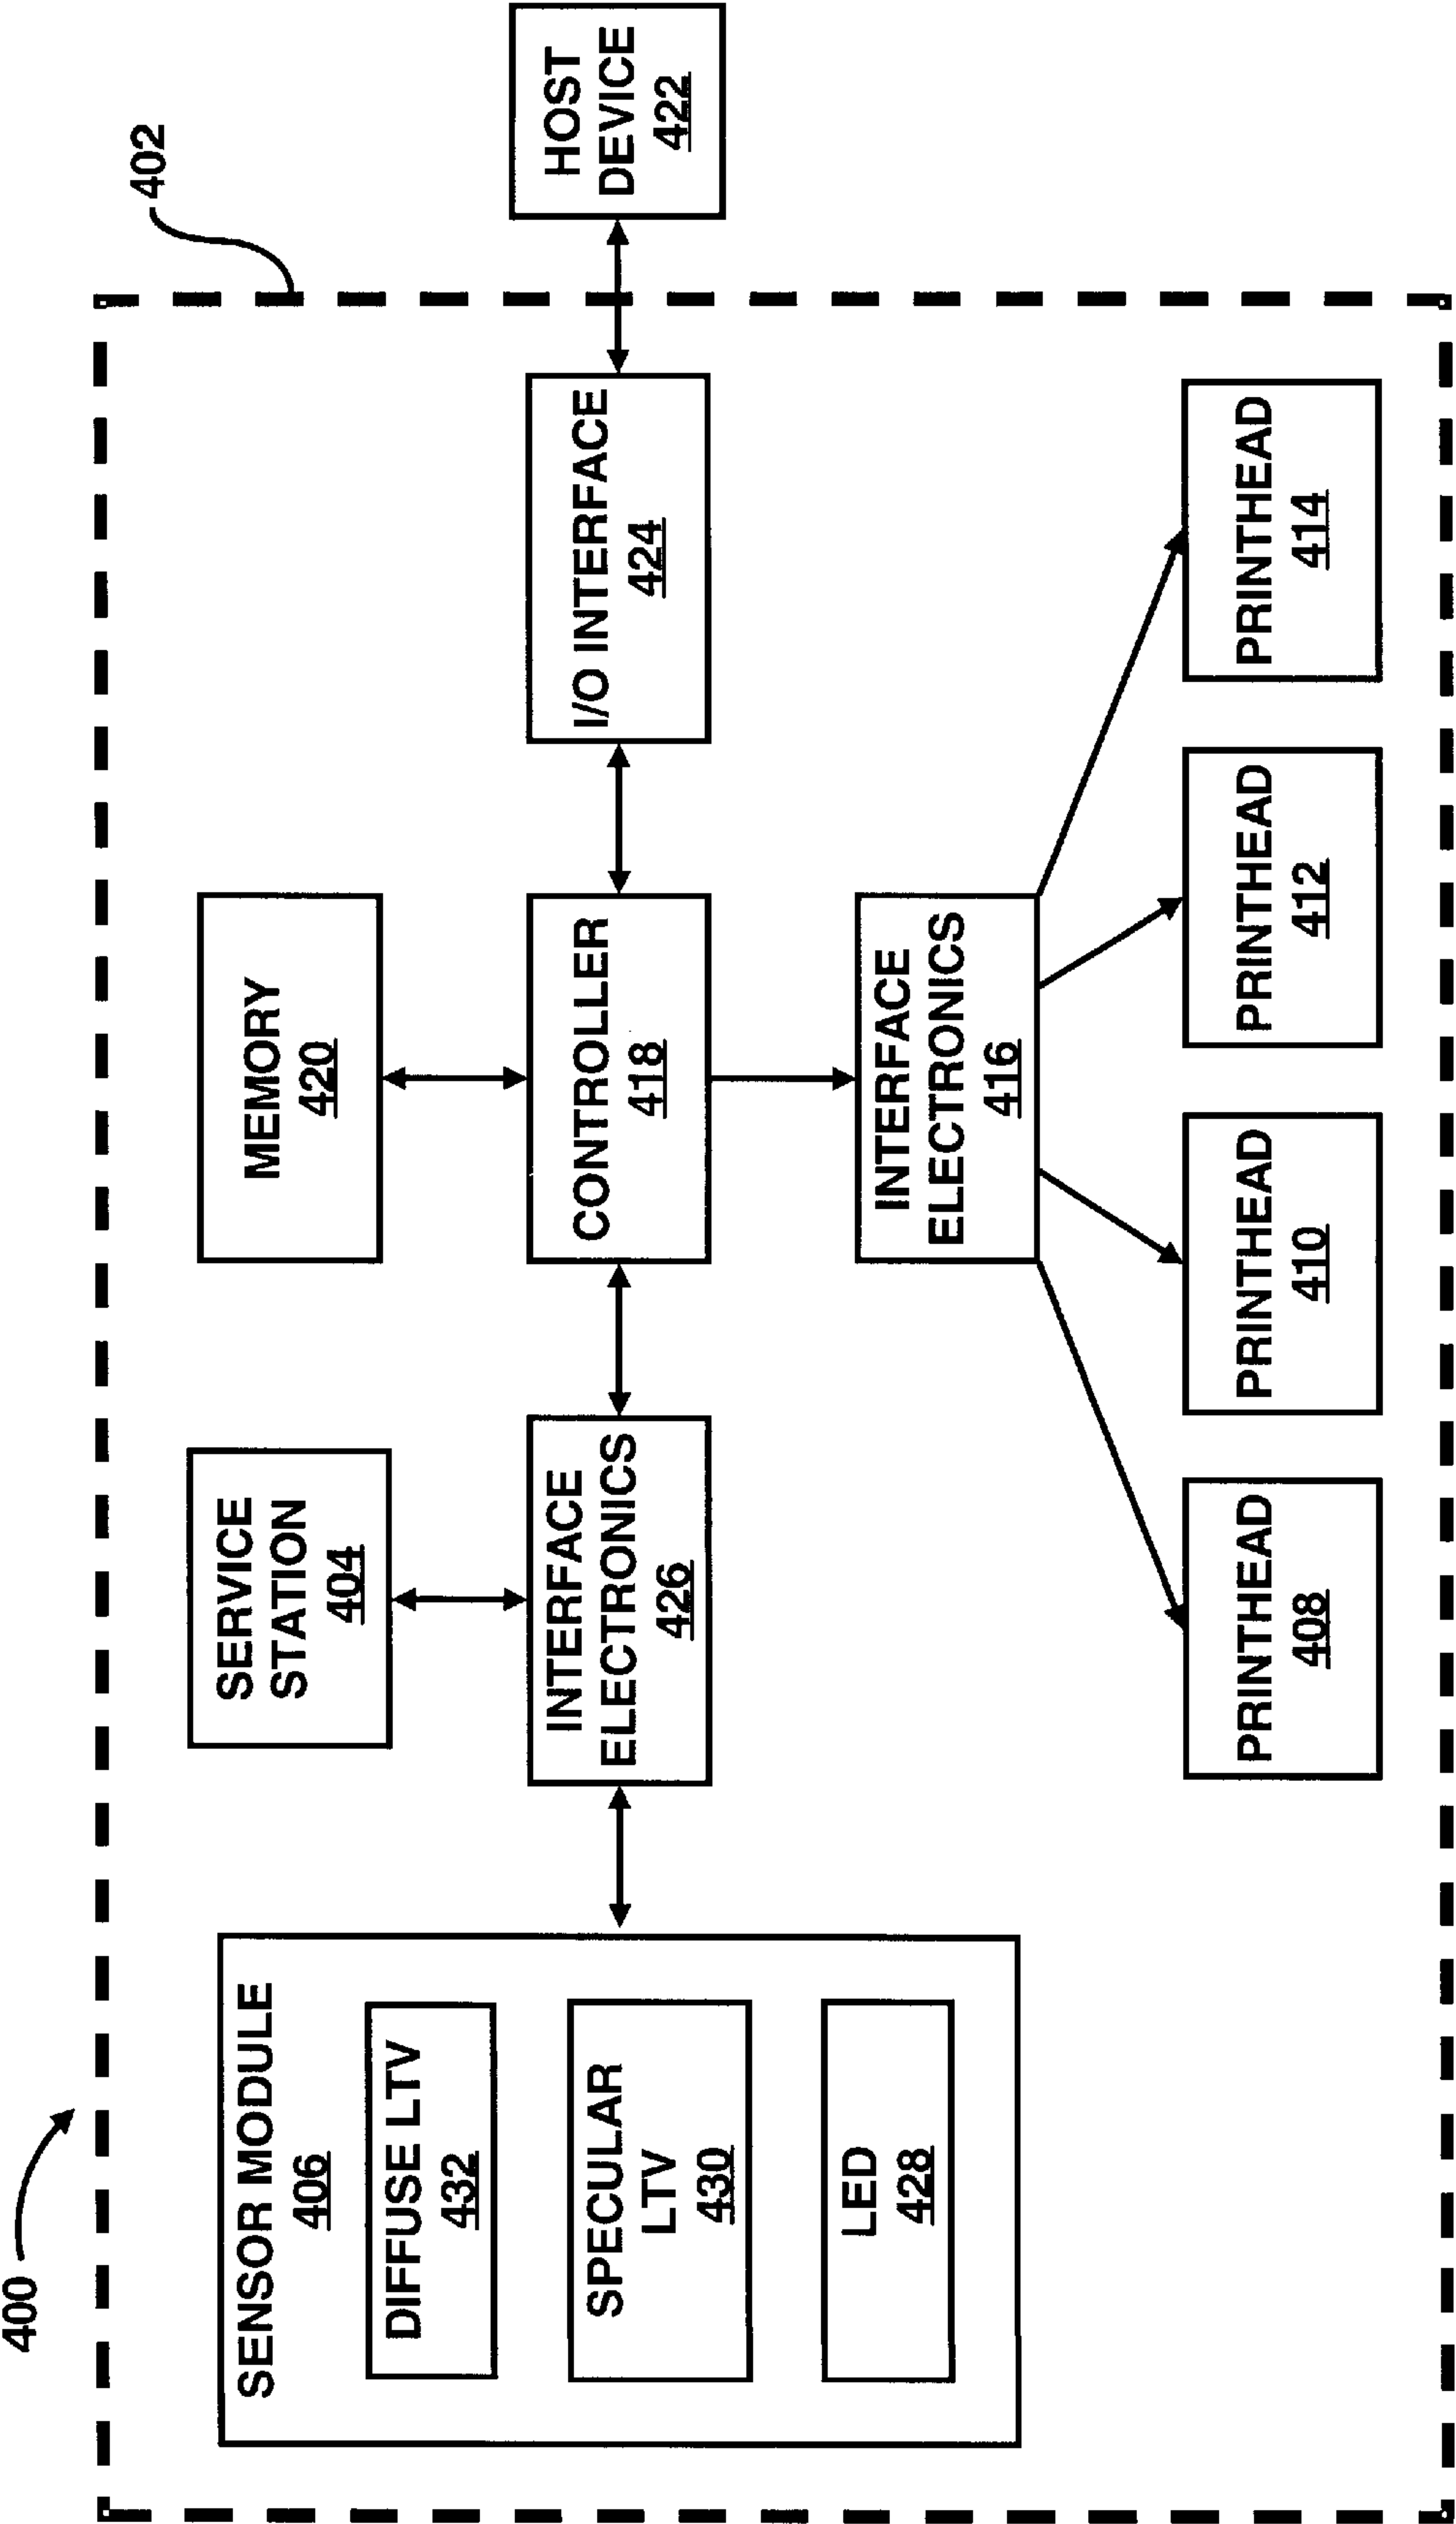 400
402
SENSOR MODULE
406
DIFFUSE LTV
432
SPECULAR
LTV
430
LED
428
SERVICE
STATION
404
INTERFACE
ELECTRONICS
426
MEMORY
420
CONTROLLER
418
I/O INTERFACE
424
HOST
DEVICE
422
INTERFACE
ELECTRONICS
416
PRINTHEAD
408
PRINTHEAD
410
PRINTHEAD
412
PRINTHEAD
414